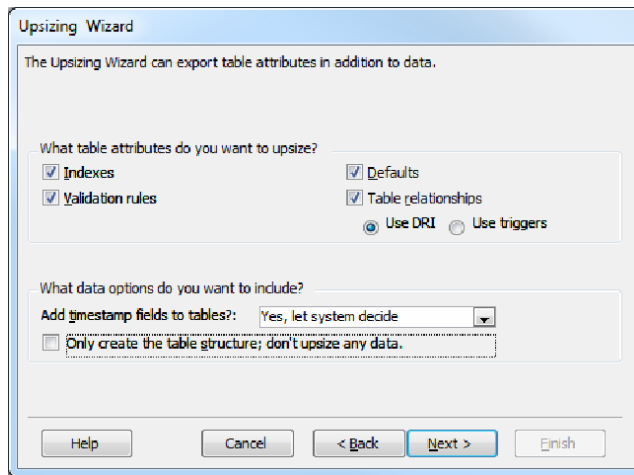 Upsizing Wizard
The Upsizing Wizard can export table attributes in addition to data.
What table attributes do you want to upsize?
Indexes
Defaults
Validation rules
Table relationships
Use DRI Use triggers
What data options do you want to include?
Add timestamp fields to tables?: Yes, let system decide
Only create the table structure; don't upsize any data.
Help Cancel < Back Next > Finish